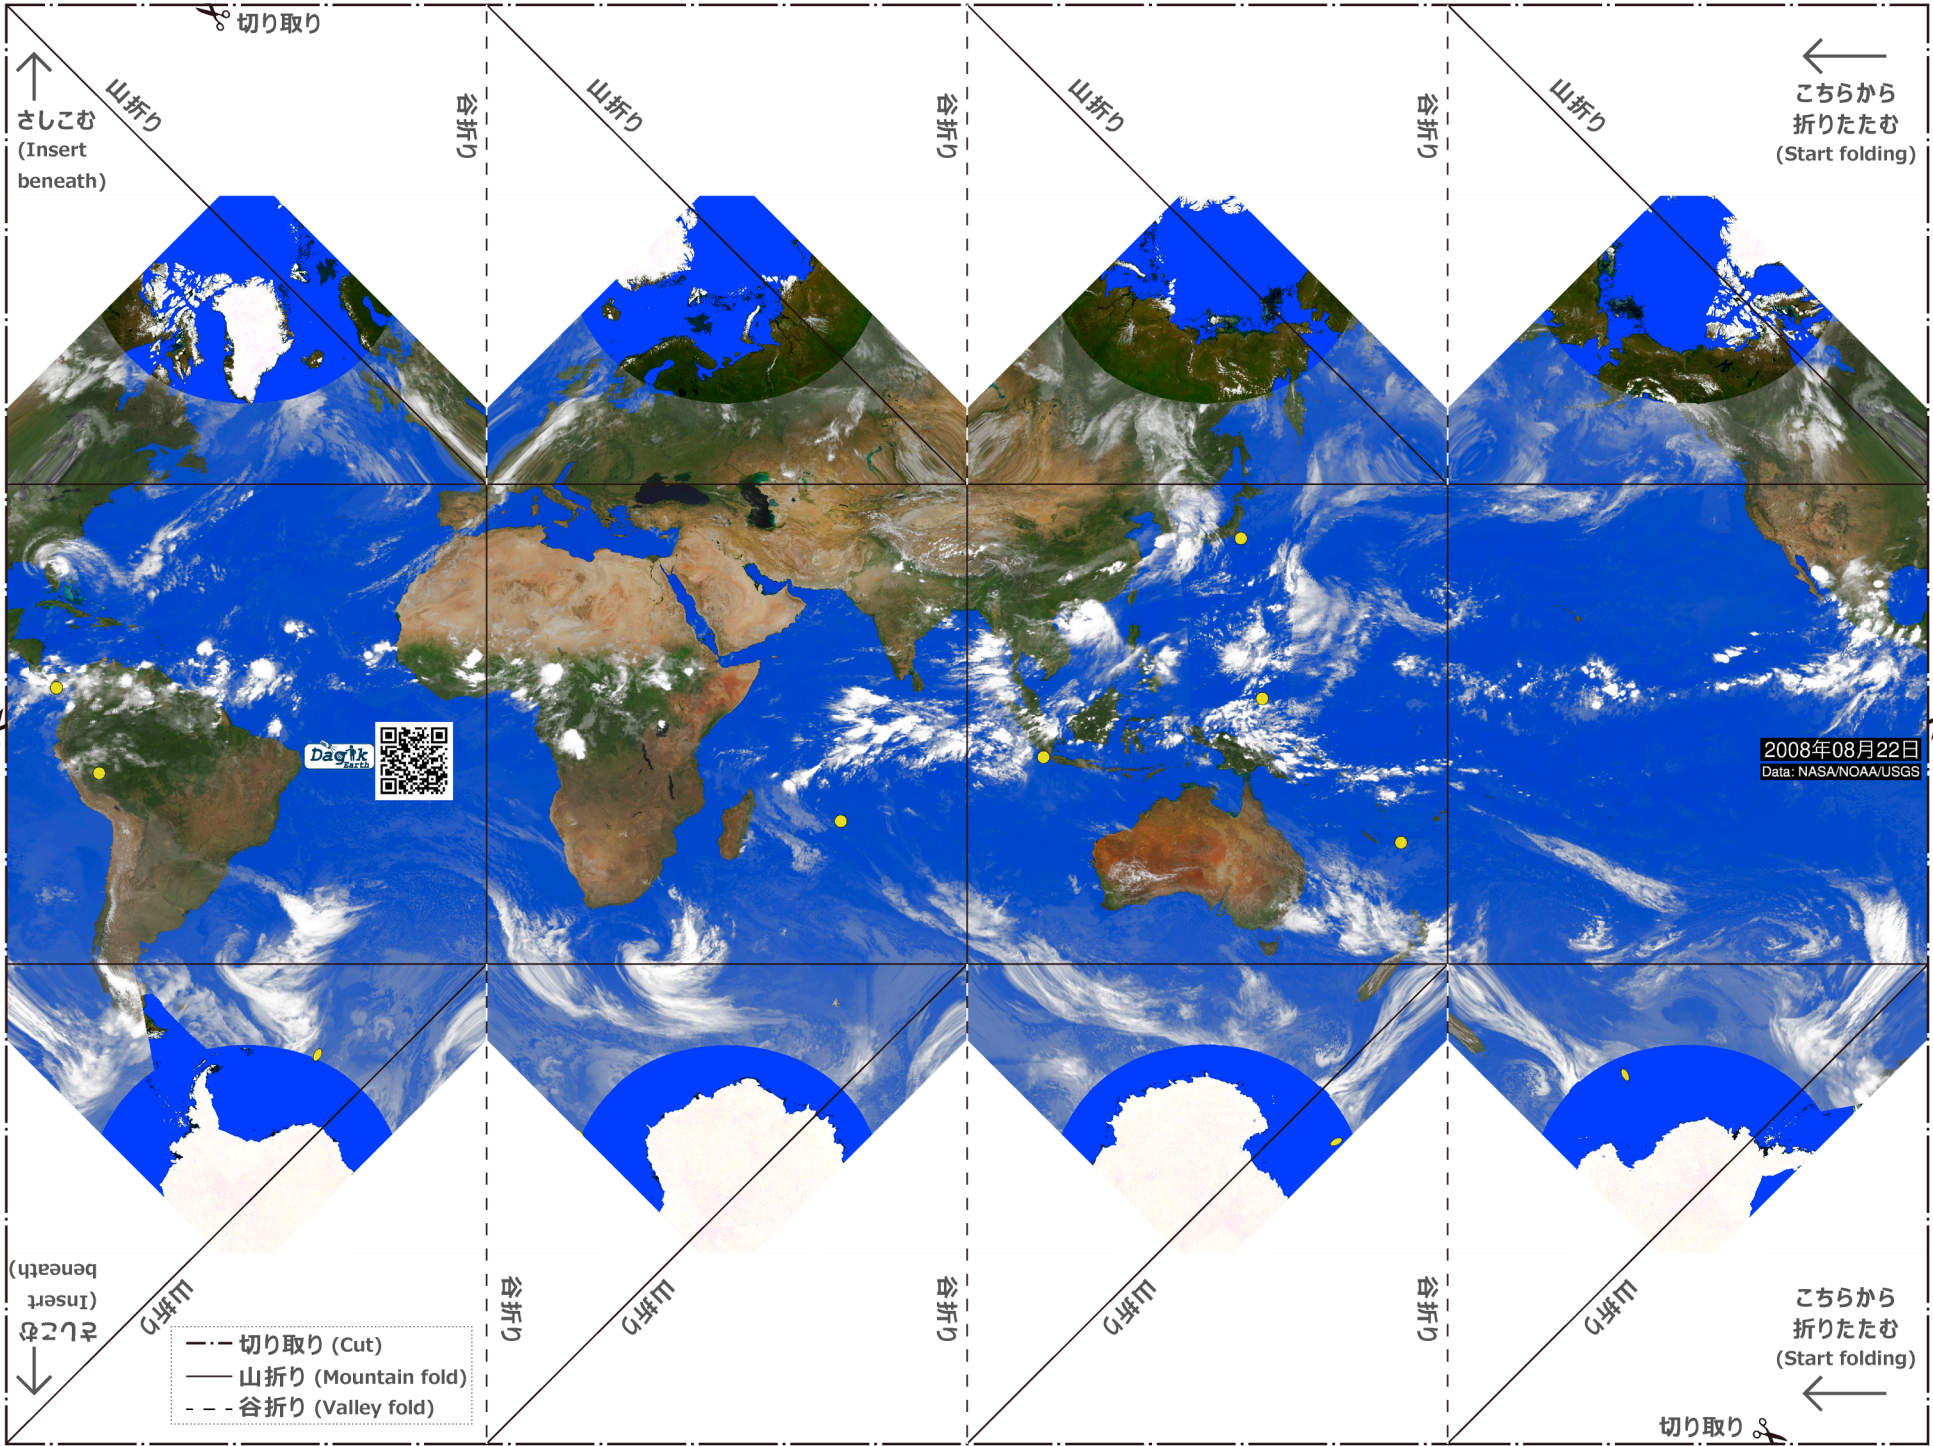 切り取り
さしこむ
(Insert
beneath)
山折り
谷折り
山折り
谷折り
山折り
谷折り
山折り
こちらから
折りたたむ
(Start folding)
Dagik
Earth
2008年08月22日
Data: NASA/NOAA/USGS
さしこむ
(Insert
beneath)
山折り
谷折り
山折り
谷折り
山折り
谷折り
山折り
こちらから
折りたたむ
(Start folding)
切り取り (Cut)
山折り (Mountain fold)
谷折り (Valley fold)
切り取り